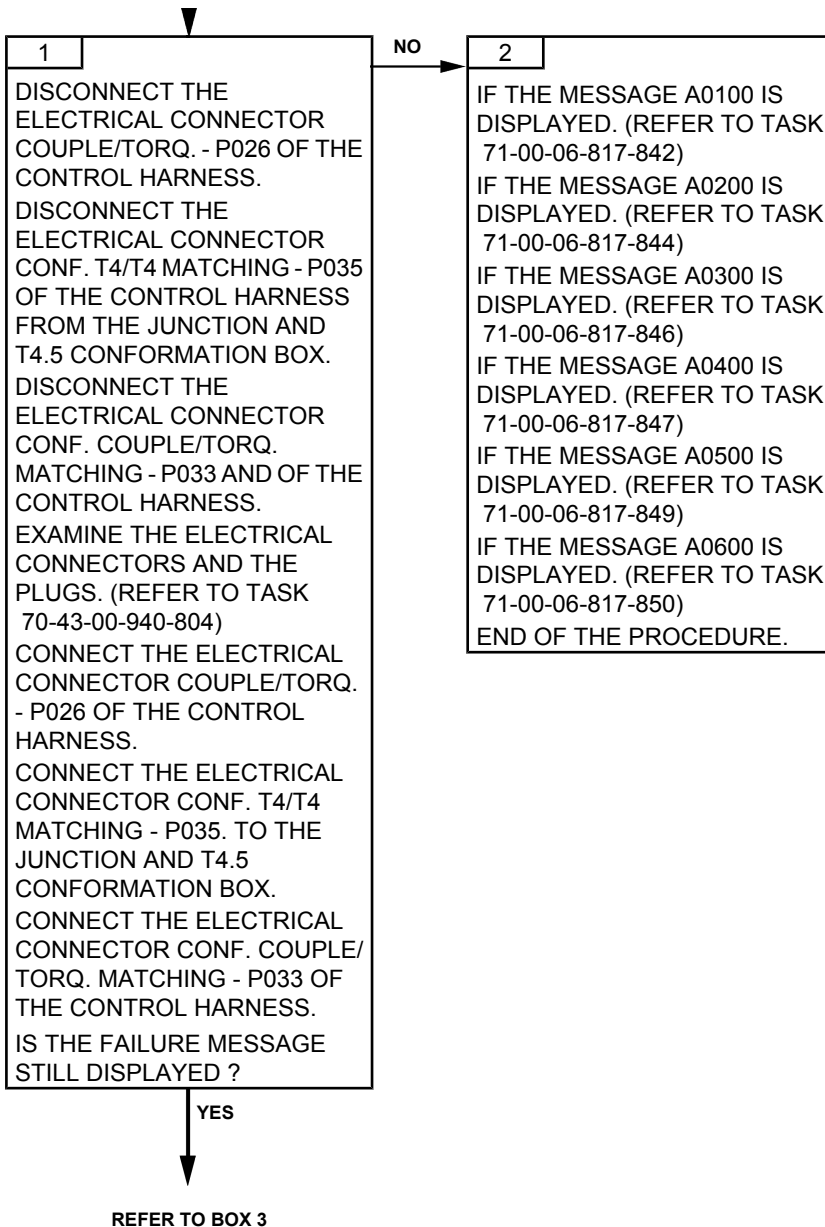 1
DISCONNECT THE
ELECTRICAL CONNECTOR
COUPLE/TORQ. - P026 OF THE
CONTROL HARNESS.
DISCONNECT THE
ELECTRICAL CONNECTOR
CONF. T4/T4 MATCHING - P035
OF THE CONTROL HARNESS
FROM THE JUNCTION AND
T4.5 CONFORMATION BOX.
DISCONNECT THE
ELECTRICAL CONNECTOR
CONF. COUPLE/TORQ.
MATCHING - P033 AND OF THE
CONTROL HARNESS.
EXAMINE THE ELECTRICAL
CONNECTORS AND THE
PLUGS. (REFER TO TASK
70-43-00-940-804)
CONNECT THE ELECTRICAL
CONNECTOR COUPLE/TORQ.
- P026 OF THE CONTROL
HARNESS.
CONNECT THE ELECTRICAL
CONNECTOR CONF. T4/T4
MATCHING - P035. TO THE
JUNCTION AND T4.5
CONFORMATION BOX.
CONNECT THE ELECTRICAL
CONNECTOR CONF. COUPLE/
TORQ. MATCHING - P033 OF
THE CONTROL HARNESS.
IS THE FAILURE MESSAGE
STILL DISPLAYED ?
NO
2
IF THE MESSAGE A0100 IS
DISPLAYED. (REFER TO TASK
71-00-06-817-842)
IF THE MESSAGE A0200 IS
DISPLAYED. (REFER TO TASK
71-00-06-817-844)
IF THE MESSAGE A0300 IS
DISPLAYED. (REFER TO TASK
71-00-06-817-846)
IF THE MESSAGE A0400 IS
DISPLAYED. (REFER TO TASK
71-00-06-817-847)
IF THE MESSAGE A0500 IS
DISPLAYED. (REFER TO TASK
71-00-06-817-849)
IF THE MESSAGE A0600 IS
DISPLAYED. (REFER TO TASK
71-00-06-817-850)
END OF THE PROCEDURE.
YES
REFER TO BOX 3